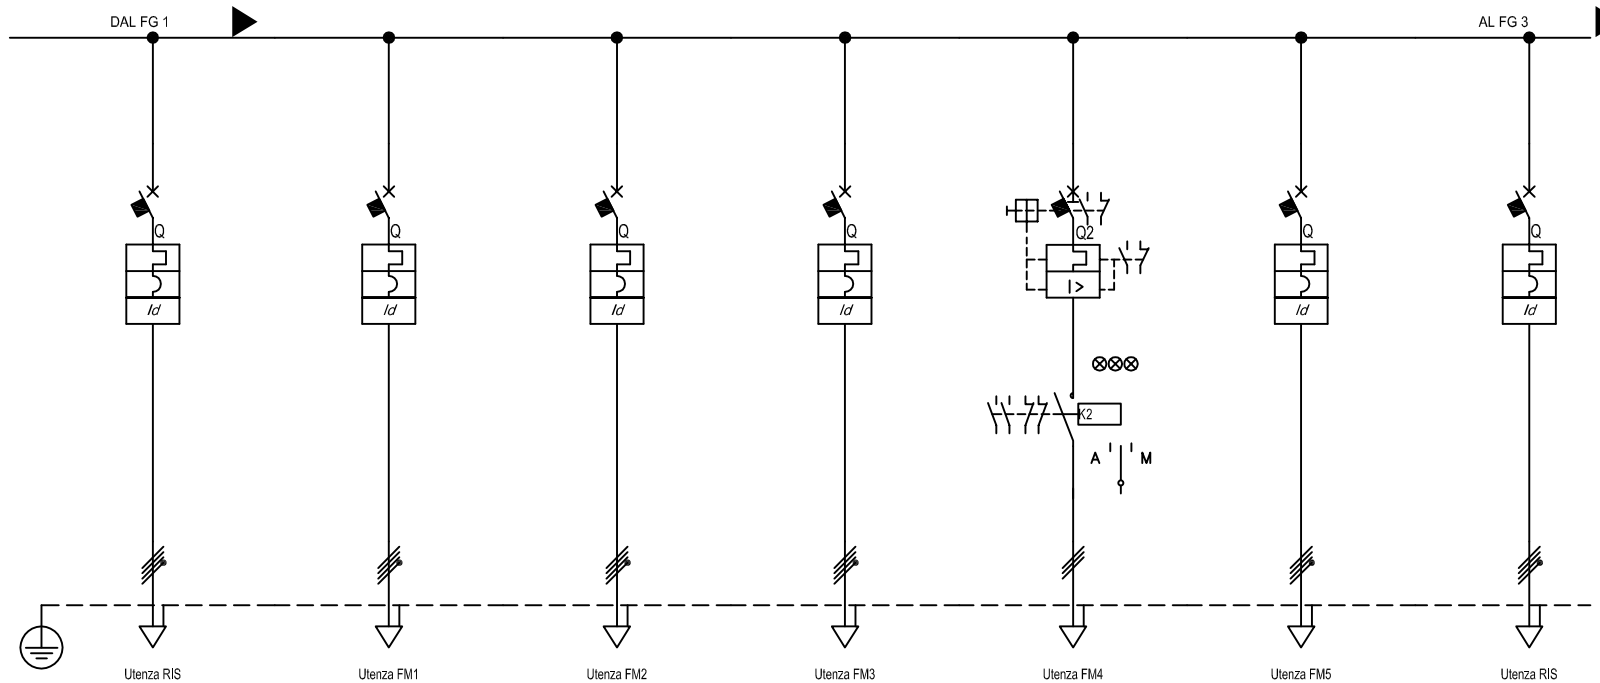 DAL FG 1
AL FG 3
Q
Q
Q
Q
Q2
Q
Q
I>
Id
Id
Id
Id
Id
Id
K2
A
M
Utenza RIS
Utenza FM1
Utenza FM2
Utenza FM3
Utenza FM4
Utenza FM5
Utenza RIS